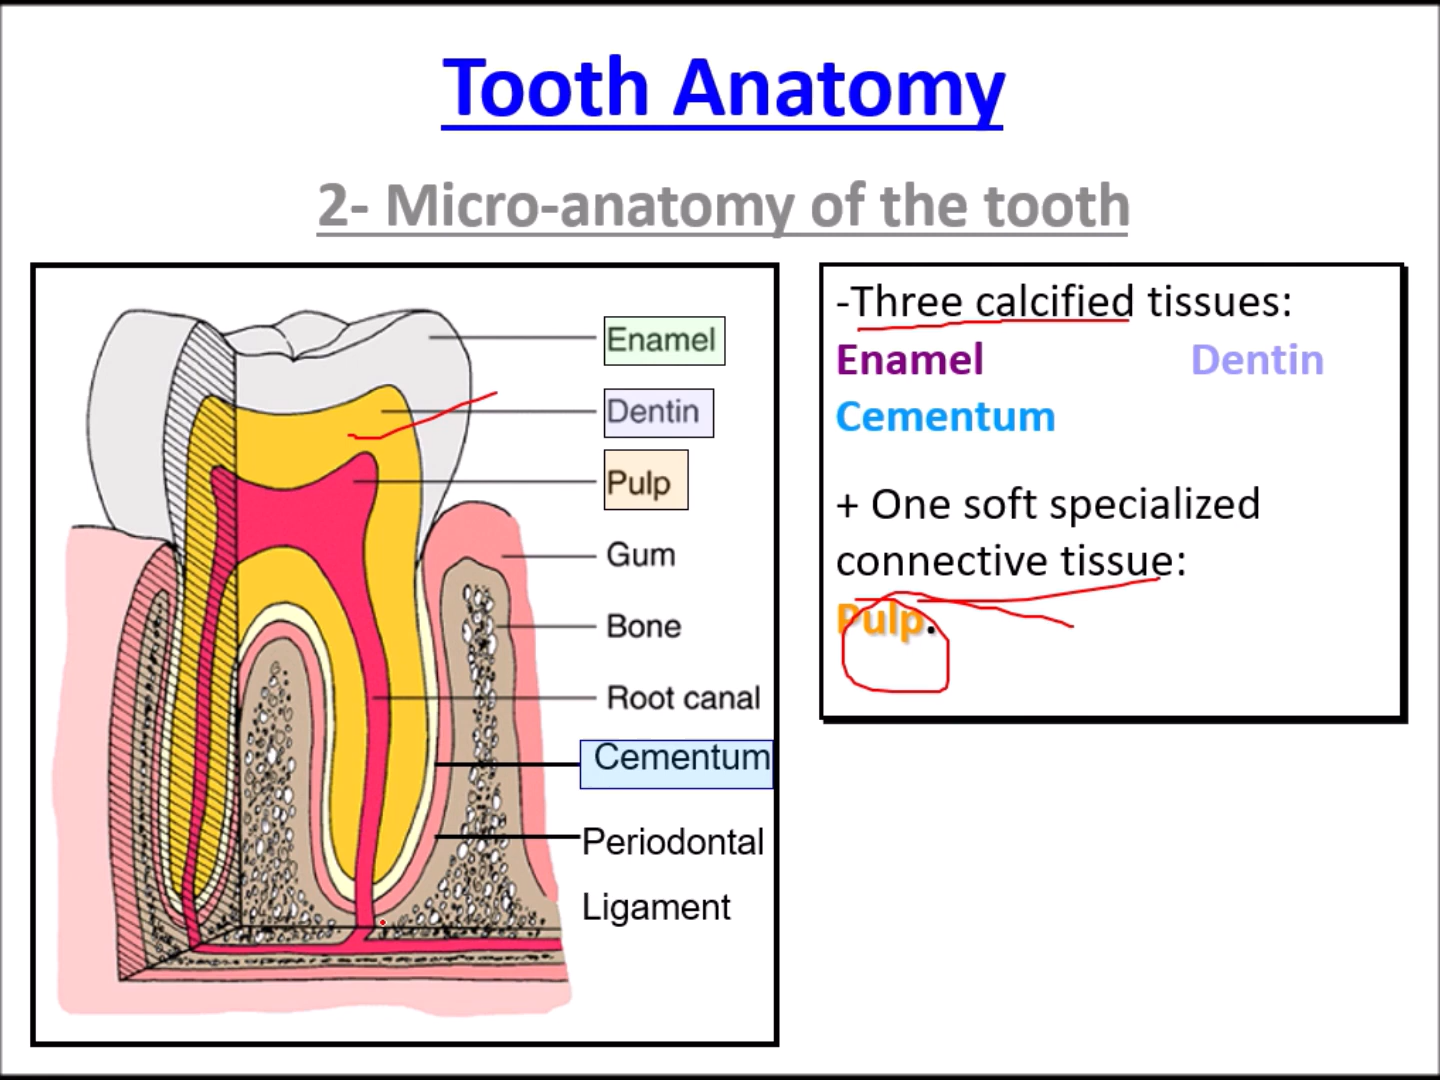 Tooth Anatomy
2- Micro-anatomy of the tooth
Enamel
Dentin
Pulp
Gum
Bone
Root canal
Cementum
Periodontal
Ligament
-Three calcified tissues:
Enamel Dentin
Cementum
+ One soft specialized
connective tissue:
Pulp.